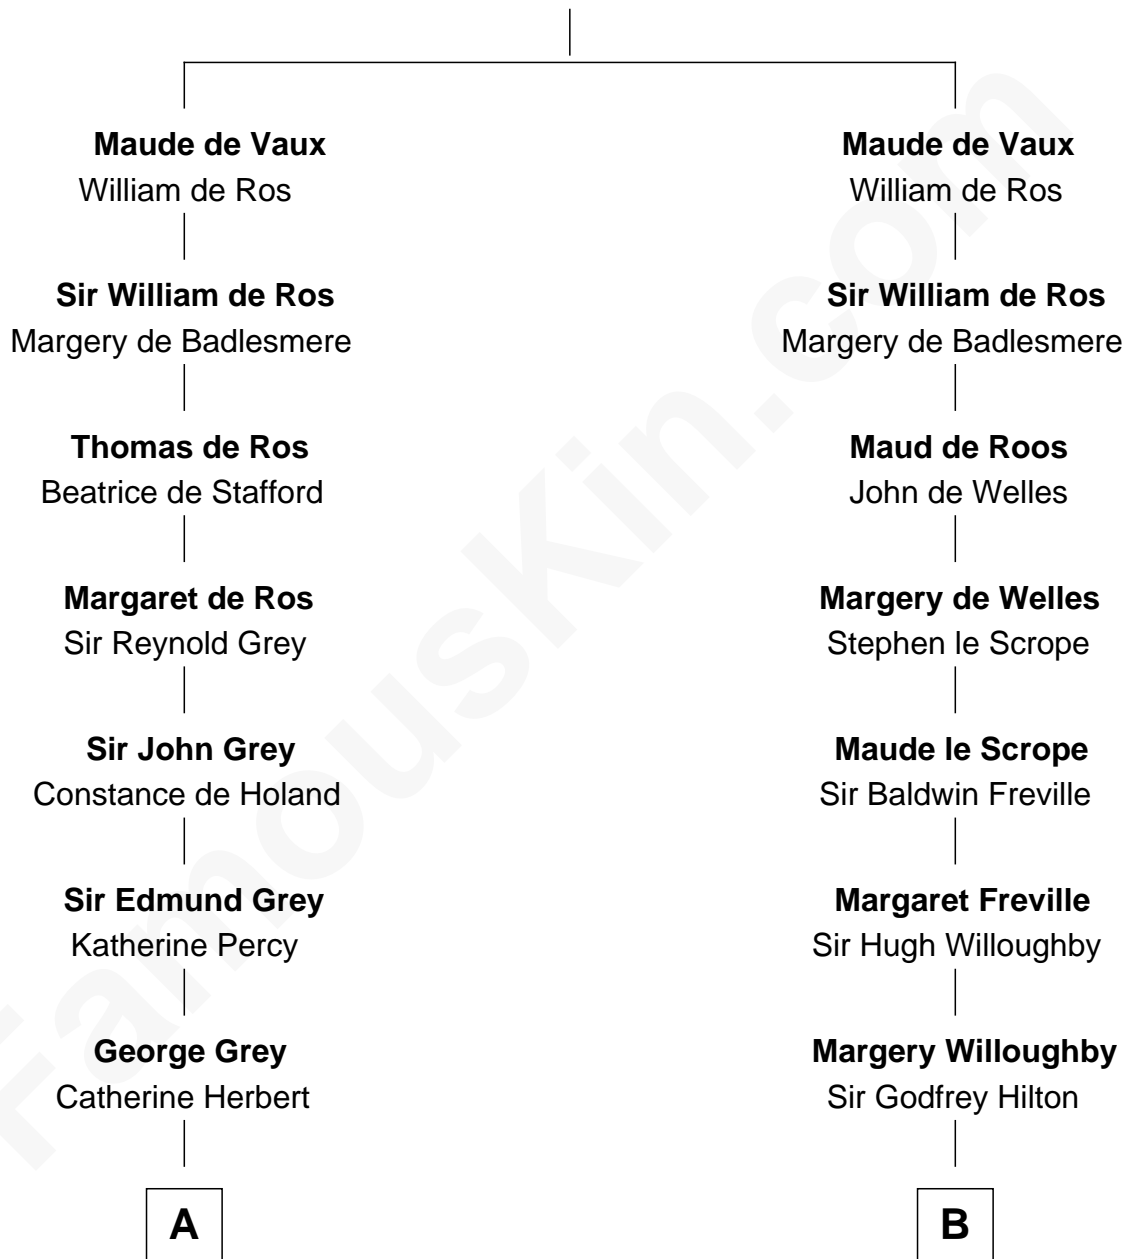 Maude de Vaux
William de Ros
Sir William de Ros
Margery de Badlesmere
Thomas de Ros
Beatrice de Stafford
Margaret de Ros
Sir Reynold Grey
Sir John Grey
Constance de Holand
Sir Edmund Grey
Katherine Percy
George Grey
Catherine Herbert
A
Maude de Vaux
William de Ros
Sir William de Ros
Margery de Badlesmere
Maud de Roos
John de Welles
Margery de Welles
Stephen le Scrope
Maude le Scrope
Sir Baldwin Freville
Margaret Freville
Sir Hugh Willoughby
Margery Willoughby
Sir Godfrey Hilton
B
FamousKin.com